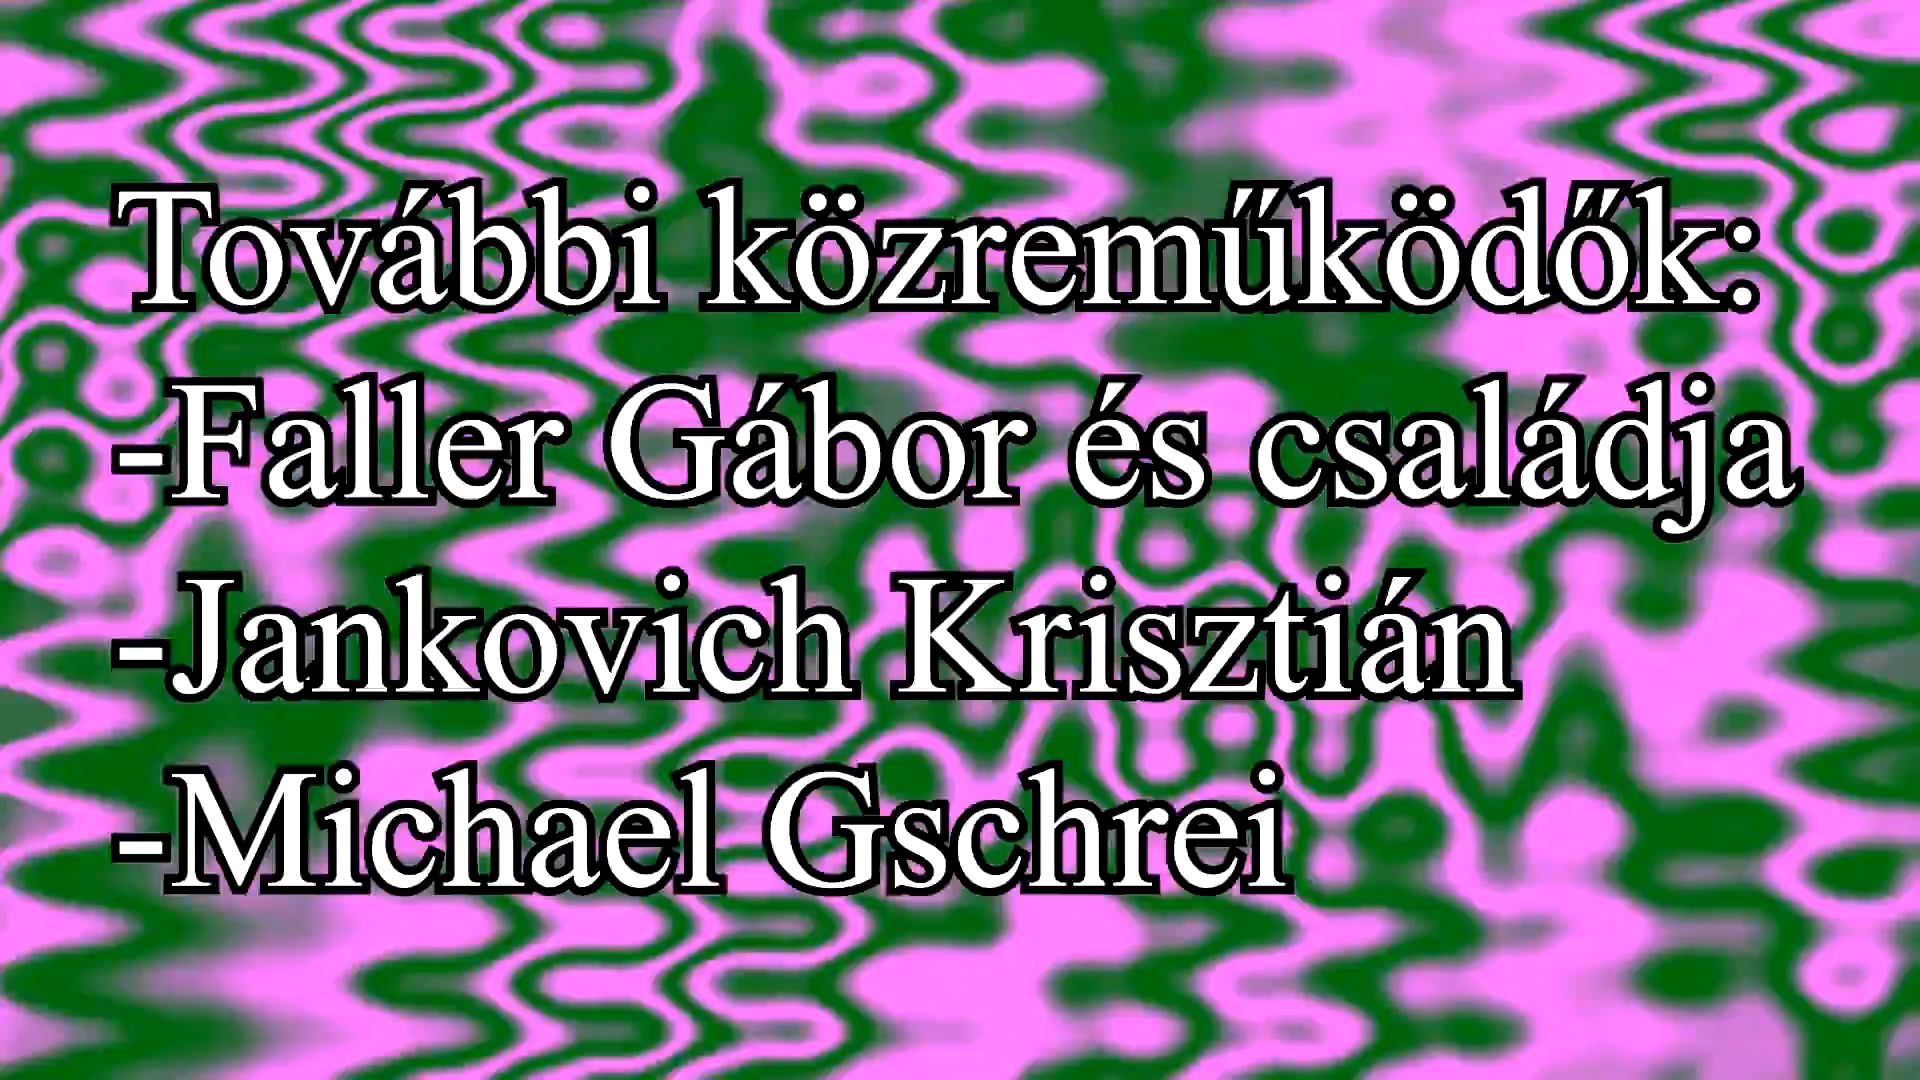 További közreműködők:
-Faller Gábor és családja
-Jankovich Krisztián
-Michael Gschrei